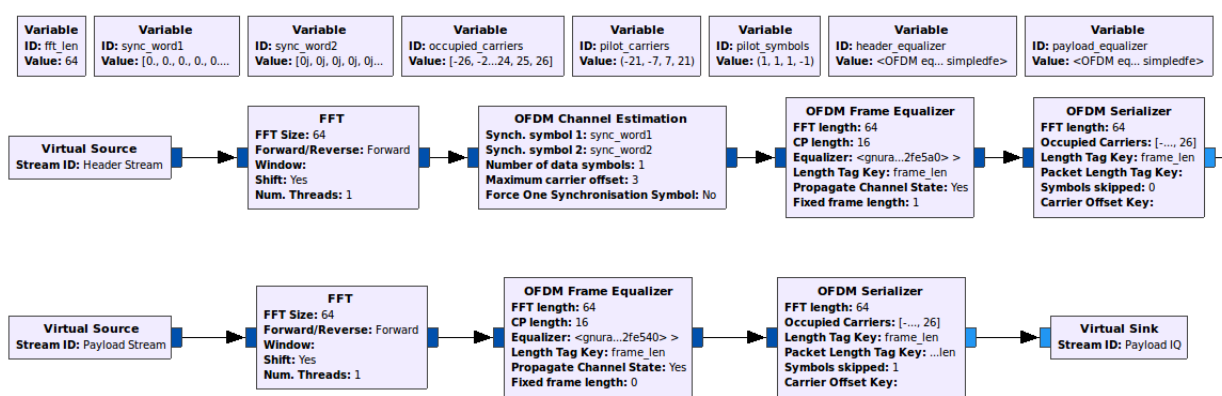 Variable
ID: fft_len
Value: 64
Variable
ID: sync_word1
Value: [0., 0., 0., 0., 0....
Variable
ID: sync_word2
Value: [0j, 0j, 0j, 0j, 0j...
Variable
ID: occupied_carriers
Value: [-26, -2...24, 25, 26]
Variable
ID: pilot_carriers
Value: (-21, -7, 7, 21)
Variable
ID: pilot_symbols
Value: (1, 1, 1, -1)
Variable
ID: header_equalizer
Value: <OFDM eq... simpledfe>
Variable
ID: payload_equalizer
Value: <OFDM eq... simpledfe>
Virtual Source
Stream ID: Header Stream
FFT
FFT Size: 64
Forward/Reverse: Forward
Window:
Shift: Yes
Num. Threads: 1
OFDM Channel Estimation
Synch. symbol 1: sync_word1
Synch. symbol 2: sync_word2
Number of data symbols: 1
Maximum carrier offset: 3
Force One Synchronisation Symbol: No
OFDM Frame Equalizer
FFT length: 64
CP length: 16
Equalizer: <gnura...2fe5a0> >
Length Tag Key: frame_len
Propagate Channel State: Yes
Fixed frame length: 1
OFDM Serializer
FFT length: 64
Occupied Carriers: [-..., 26]
Length Tag Key: frame_len
Packet Length Tag Key:
Symbols skipped: 0
Carrier Offset Key:
Virtual Source
Stream ID: Payload Stream
FFT
FFT Size: 64
Forward/Reverse: Forward
Window:
Shift: Yes
Num. Threads: 1
OFDM Frame Equalizer
FFT length: 64
CP length: 16
Equalizer: <gnura...2fe540> >
Length Tag Key: frame_len
Propagate Channel State: Yes
Fixed frame length: 0
OFDM Serializer
FFT length: 64
Occupied Carriers: [-..., 26]
Length Tag Key: frame_len
Packet Length Tag Key: ...len
Symbols skipped: 1
Carrier Offset Key:
Virtual Sink
Stream ID: Payload IQ